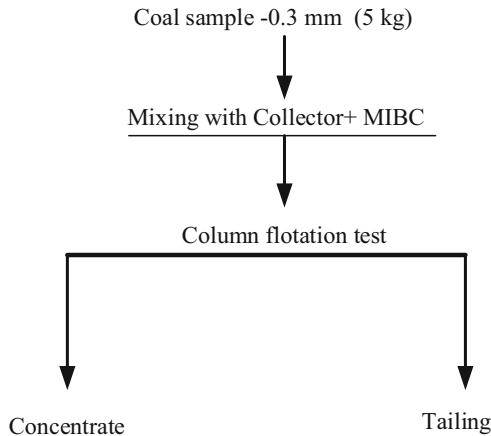 Coal sample -0.3 mm (5 kg)
Mixing with Collector+ MIBC
Column flotation test
Concentrate
Tailing